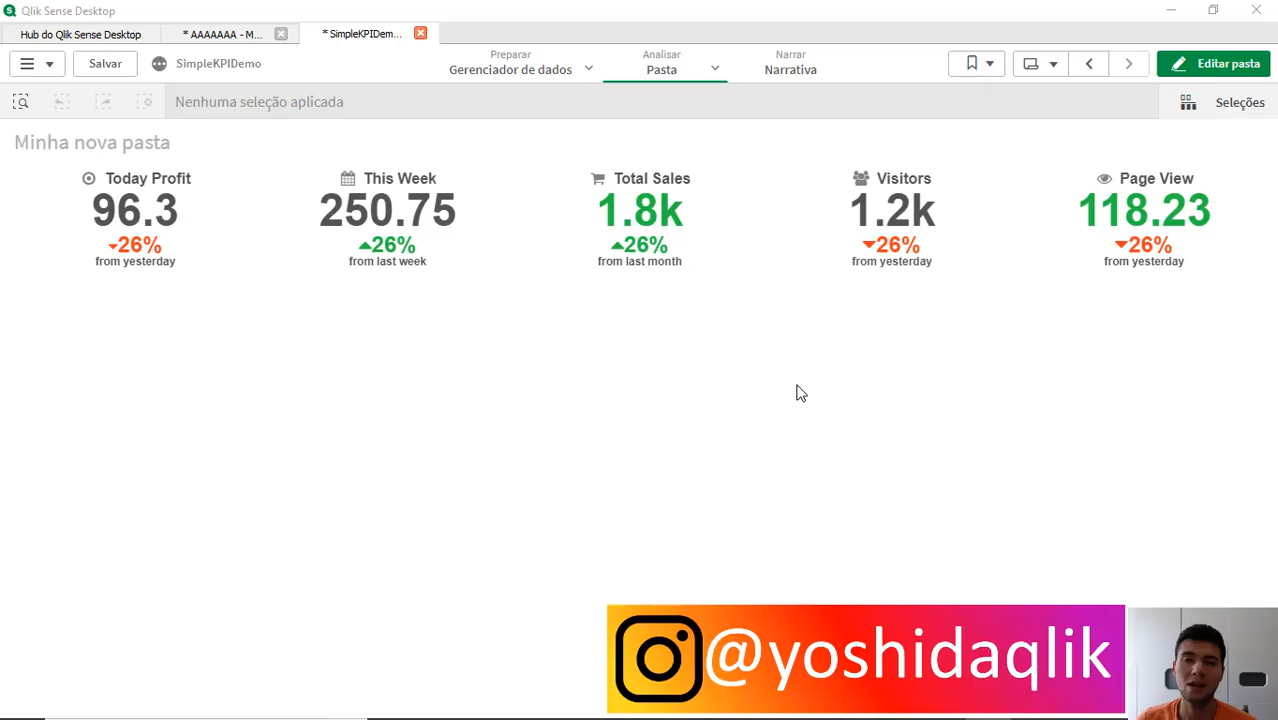 Qlik Sense Desktop
Hub do Qlik Sense Desktop
* AAAAAAA - M...
* SimpleKPIDem...
Salvar
SimpleKPIDemo
Preparar
Gerenciador de dados
Analisar
Pasta
Narrar
Narrativa
Editar pasta
Nenhuma seleção aplicada
Seleções
Minha nova pasta
Today Profit
96.3
26%
from yesterday
This Week
250.75
26%
from last week
Total Sales
1.8k
26%
from last month
Visitors
1.2k
26%
from yesterday
Page View
118.23
26%
from yesterday
@yoshidaqlik